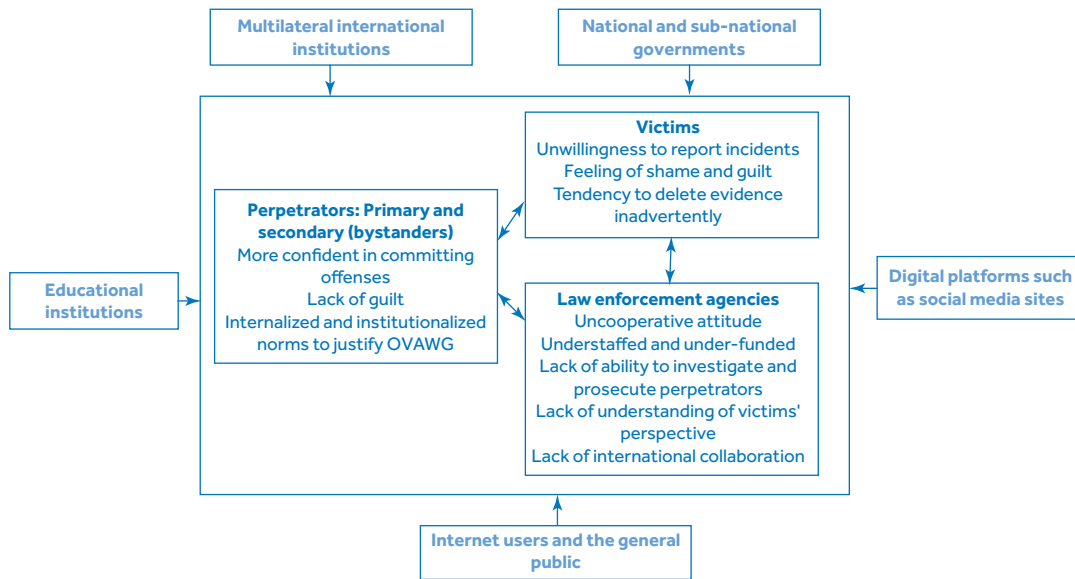 Multilateral international
institutions
National and sub-national
governments
Victims
Unwillingness to report incidents
Feeling of shame and guilt
Tendency to delete evidence
inadvertently
Perpetrators: Primary and
secondary (bystanders)
More confident in committing
offenses
Lack of guilt
Internalized and institutionalized
norms to justify OVAWG
Educational
institutions
Digital platforms such
as social media sites
Law enforcement agencies
Uncooperative attitude
Understaffed and under-funded
Lack of ability to investigate and
prosecute perpetrators
Lack of understanding of victims'
perspective
Lack of international collaboration
Internet users and the general
public